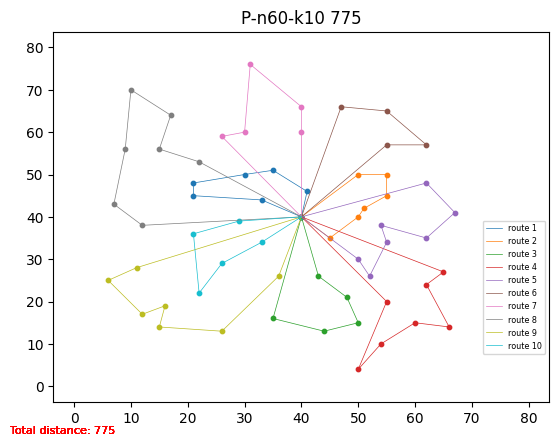 P-n60-k10 775
80
70
60
50
40
30
20
10
0
0 10 20 30 40 50 60 70 80
route 1
route 2
route 3
route 4
route 5
route 6
route 7
route 8
route 9
route 10
Total distance: 775